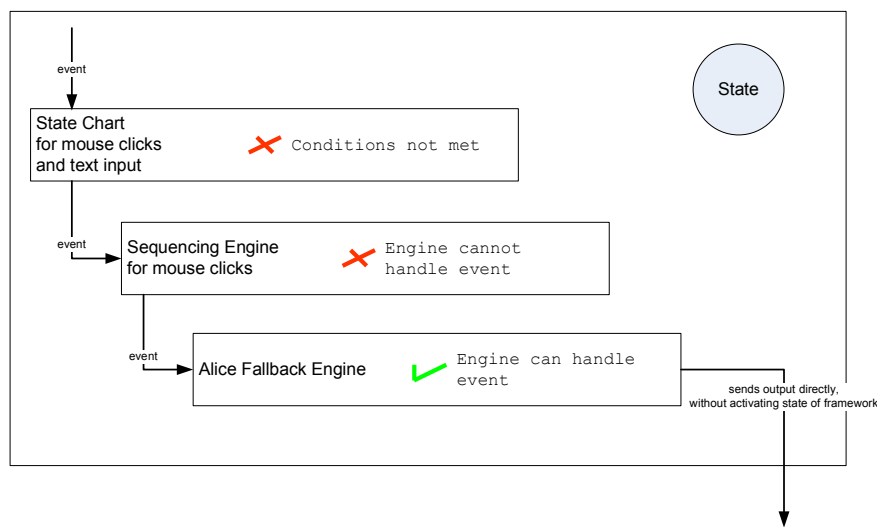 event
State
State Chart
for mouse clicks
and text input
Conditions not met
event
Sequencing Engine
for mouse clicks
Engine cannot
handle event
event
Alice Fallback Engine
Engine can handle
event
sends output directly,
without activating state of framework